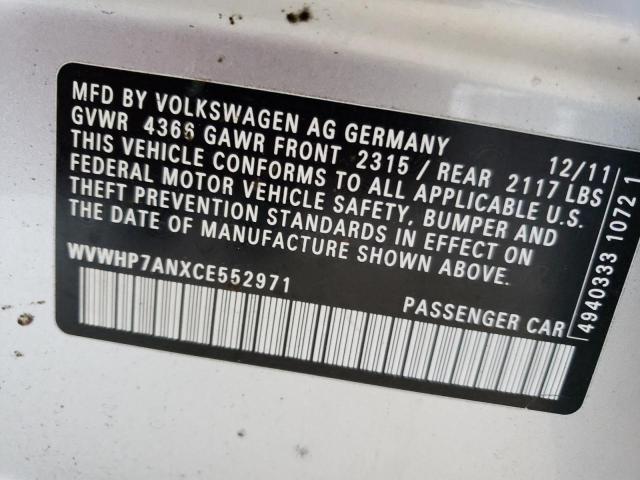 MFD BY VOLKSWAGEN AG GERMANY 12/11
GVWR 4366 GAWR FRONT 2315 / REAR 2117 LBS
THIS VEHICLE CONFORMS TO ALL APPLICABLE U.S.
FEDERAL MOTOR VEHICLE SAFETY, BUMPER AND
THEFT PREVENTION STANDARDS IN EFFECT ON
THE DATE OF MANUFACTURE SHOWN ABOVE.
WVWHP7ANXCE552971
PASSENGER CAR
4940333 1072 1